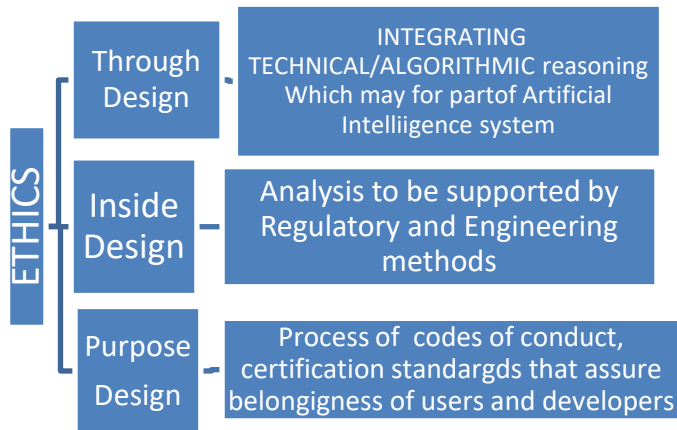 ETHICS
Through
Design
INTEGRATING
TECHNICAL/ALGORITHMIC reasoning
Which may for partof Artificial
Intelliigence system
Inside
Design
Analysis to be supported by
Regulatory and Engineering
methods
Purpose
Design
Process of codes of conduct,
certification standargds that assure
belongigness of users and developers